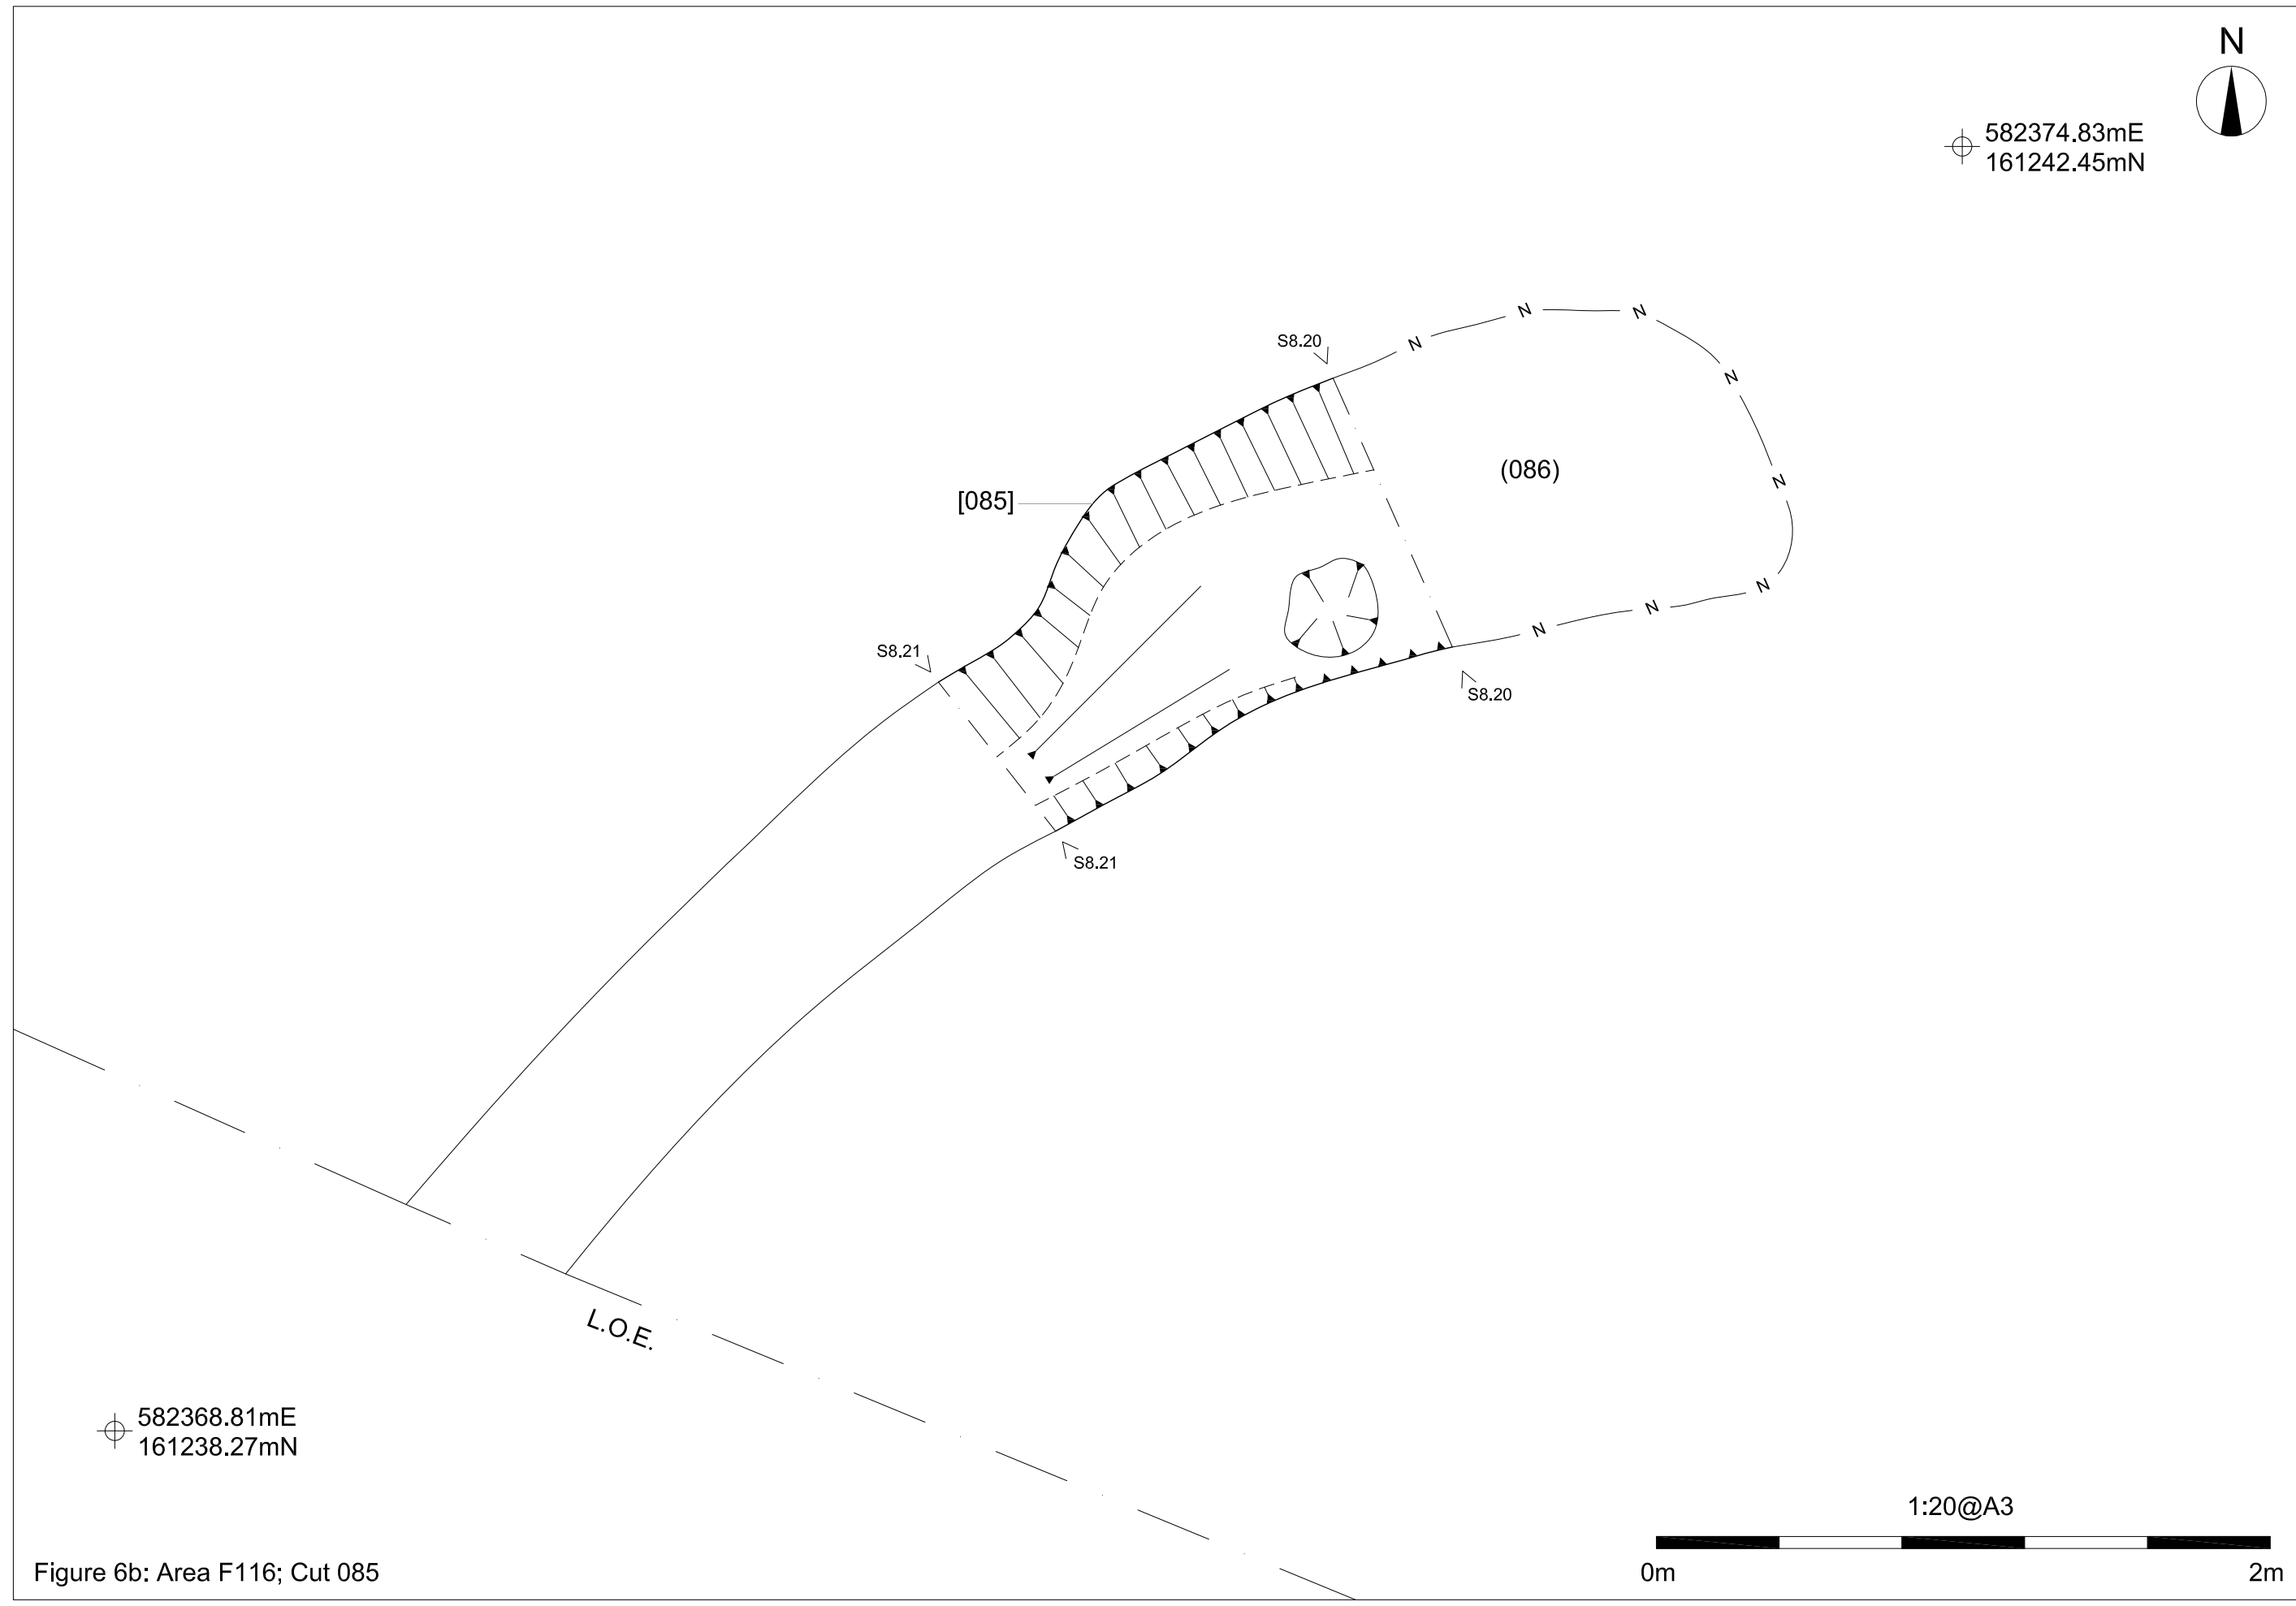 N
582374.83mE
161242.45mN
N
N
N
N
N
N
N
N
S8.20
(086)
[085]
S8.21
S8.20
S8.21
L.O.E.
582368.81mE
161238.27mN
1:20@A3
0m
2m
Figure 6b: Area F116; Cut 085